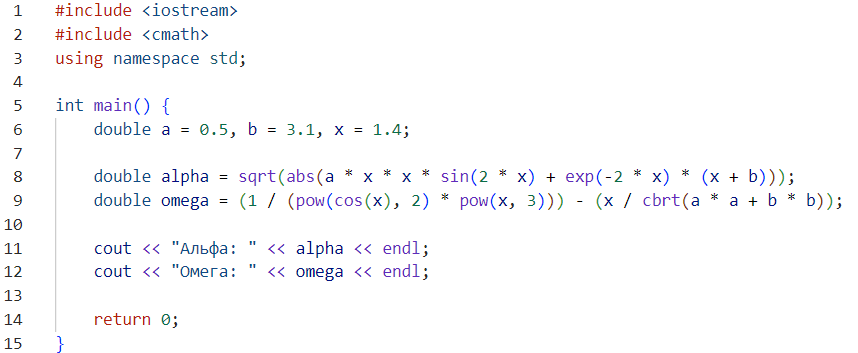 1 #include <iostream>
2 #include <cmath>
3 using namespace std;
4
5 int main() {
6     double a = 0.5, b = 3.1, x = 1.4;
7
8     double alpha = sqrt(abs(a * x * x * sin(2 * x) + exp(-2 * x) * (x + b)));
9     double omega = (1 / (pow(cos(x), 2) * pow(x, 3))) - (x / cbrt(a * a + b * b));
10
11     cout << "Альфа: " << alpha << endl;
12     cout << "Омега: " << omega << endl;
13
14     return 0;
15 }